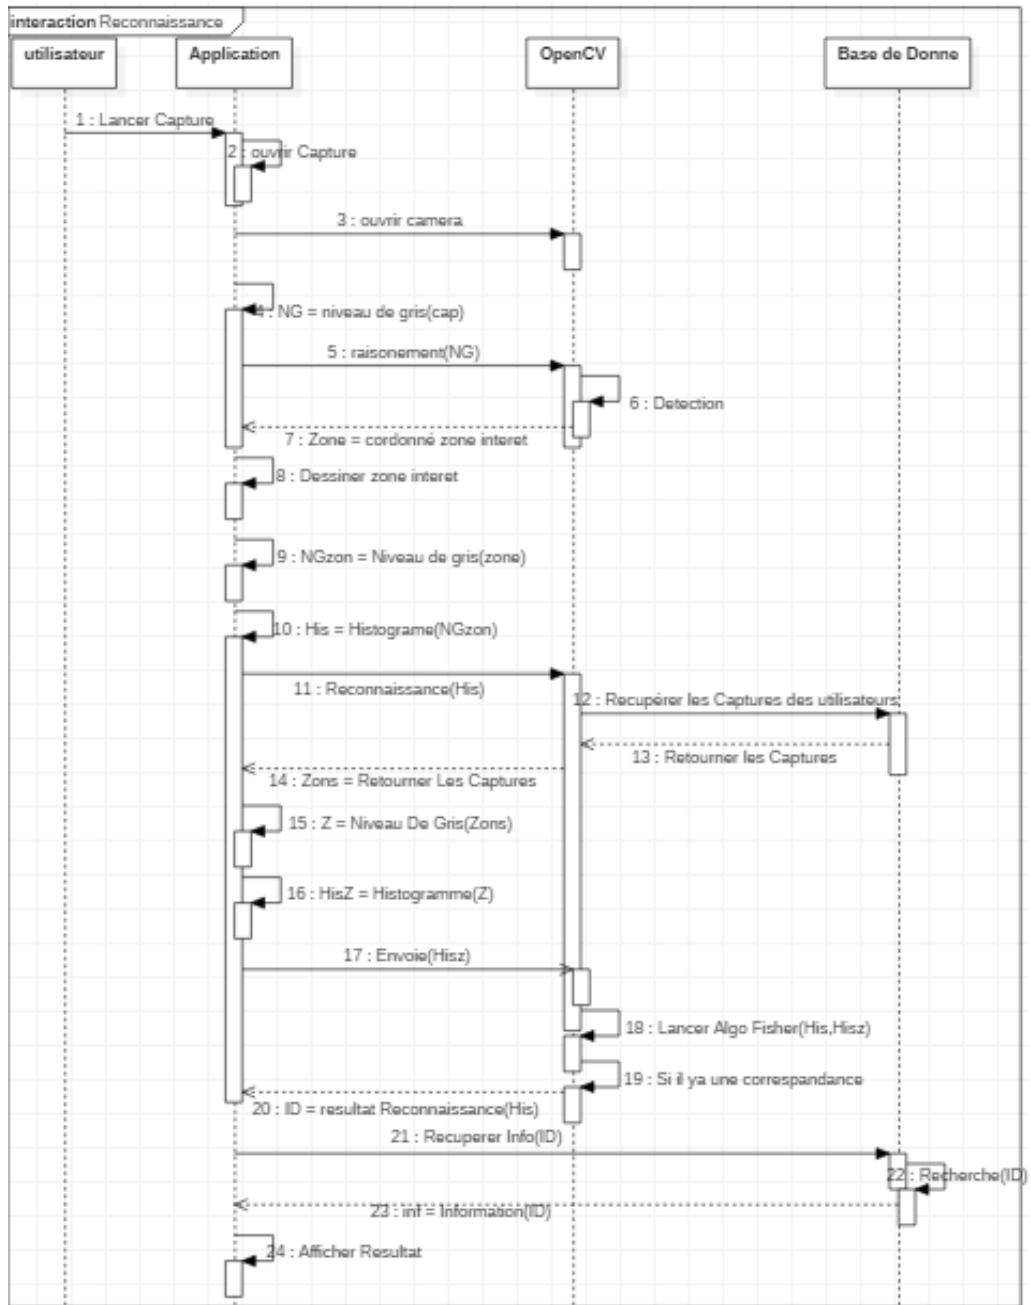 interaction Reconnaissance
utilisateur
Application
OpenCV
Base de Donne
1 : Lancer Capture
2 : ouvrir Capture
3 : ouvrir camera
4 : NG = niveau de gris(cap)
5 : raisonement(NG)
6 : Detection
7 : Zone = cordonné zone interet
8 : Dessiner zone interet
9 : NGzon = Niveau de gris(zone)
10 : His = Histograme(NGzon)
11 : Reconnaissance(His)
12 : Recupérer les Captures des utilisateurs
13 : Retourner les Captures
14 : Zons = Retourner Les Captures
15 : Z = Niveau De Gris(Zons)
16 : HisZ = Histogramme(Z)
17 : Envoie(Hisz)
18 : Lancer Algo Fisher(His,Hisz)
19 : Si il ya une correspandance
20 : ID = resultat Reconnaissance(His)
21 : Recuperer Info(ID)
22 : Recherche(ID)
23 : inf = Information(ID)
24 : Afficher Resultat